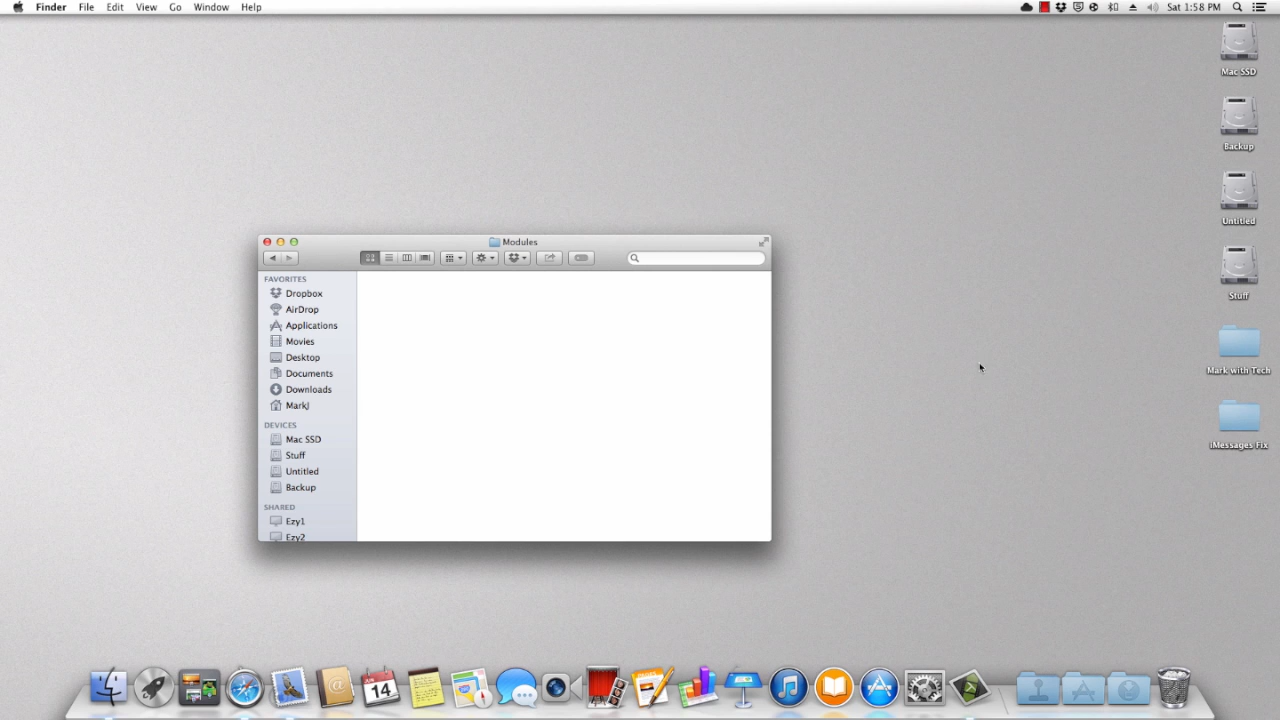 Finder File Edit View Go Window Help Sat 1:58 PM
Mac SSD
Backup
Untitled
Stuff
Mark with Tech
iMessages Fix
Modules
FAVORITES
Dropbox
AirDrop
Applications
Movies
Desktop
Documents
Downloads
MarkJ
DEVICES
Mac SSD
Stuff
Untitled
Backup
SHARED
Ezy1
Ezy2
JUN
14